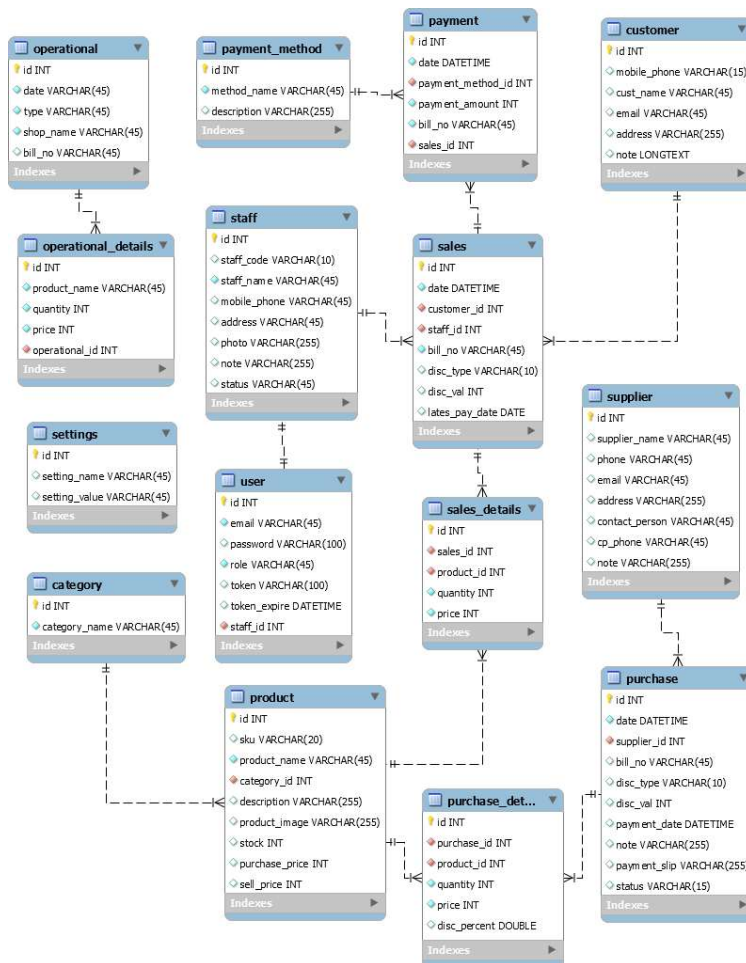 operational
id INT
date VARCHAR(45)
type VARCHAR(45)
shop_name VARCHAR(45)
bill_no VARCHAR(45)
Indexes
payment_method
id INT
method_name VARCHAR(45)
description VARCHAR(255)
Indexes
payment
id INT
date DATETIME
payment_method_id INT
payment_amount INT
bill_no VARCHAR(45)
sales_id INT
Indexes
customer
id INT
mobile_phone VARCHAR(15)
cust_name VARCHAR(45)
email VARCHAR(45)
address VARCHAR(255)
note LONGTEXT
Indexes
operational_details
id INT
product_name VARCHAR(45)
quantity INT
price INT
operational_id INT
Indexes
staff
id INT
staff_code VARCHAR(10)
staff_name VARCHAR(45)
mobile_phone VARCHAR(45)
address VARCHAR(45)
photo VARCHAR(255)
note VARCHAR(255)
status VARCHAR(45)
Indexes
sales
id INT
date DATETIME
customer_id INT
staff_id INT
bill_no VARCHAR(45)
disc_type VARCHAR(10)
disc_val INT
lates_pay_date DATE
Indexes
supplier
id INT
supplier_name VARCHAR(45)
phone VARCHAR(45)
email VARCHAR(45)
address VARCHAR(255)
contact_person VARCHAR(45)
cp_phone VARCHAR(45)
note VARCHAR(255)
Indexes
settings
id INT
setting_name VARCHAR(45)
setting_value VARCHAR(45)
Indexes
user
id INT
email VARCHAR(45)
password VARCHAR(100)
role VARCHAR(45)
token VARCHAR(100)
token_expire DATETIME
staff_id INT
Indexes
sales_details
id INT
sales_id INT
product_id INT
quantity INT
price INT
Indexes
category
id INT
category_name VARCHAR(45)
Indexes
product
id INT
sku VARCHAR(20)
product_name VARCHAR(45)
category_id INT
description VARCHAR(255)
product_image VARCHAR(255)
stock INT
purchase_price INT
sell_price INT
Indexes
purchase_det...
id INT
purchase_id INT
product_id INT
quantity INT
price INT
disc_percent DOUBLE
Indexes
purchase
id INT
date DATETIME
supplier_id INT
bill_no VARCHAR(45)
disc_type VARCHAR(10)
disc_val INT
payment_date DATETIME
note VARCHAR(255)
payment_slip VARCHAR(255)
status VARCHAR(15)
Indexes